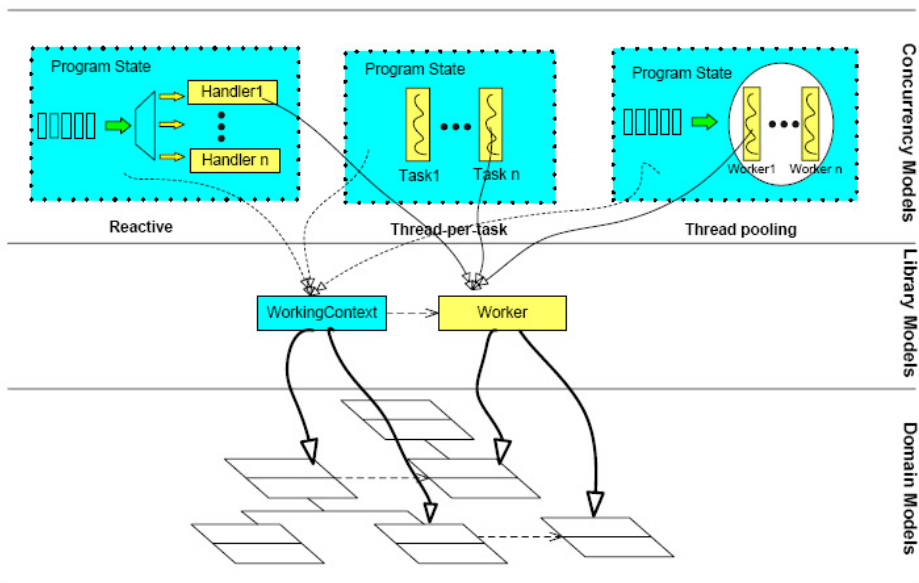 Program State
Handler1
Handler n
Reactive
Program State
Task1
Task n
Thread-per-task
Program State
Worker1
Worker n
Thread pooling
Concurrency Models
WorkingContext
Worker
Library Models
Domain Models